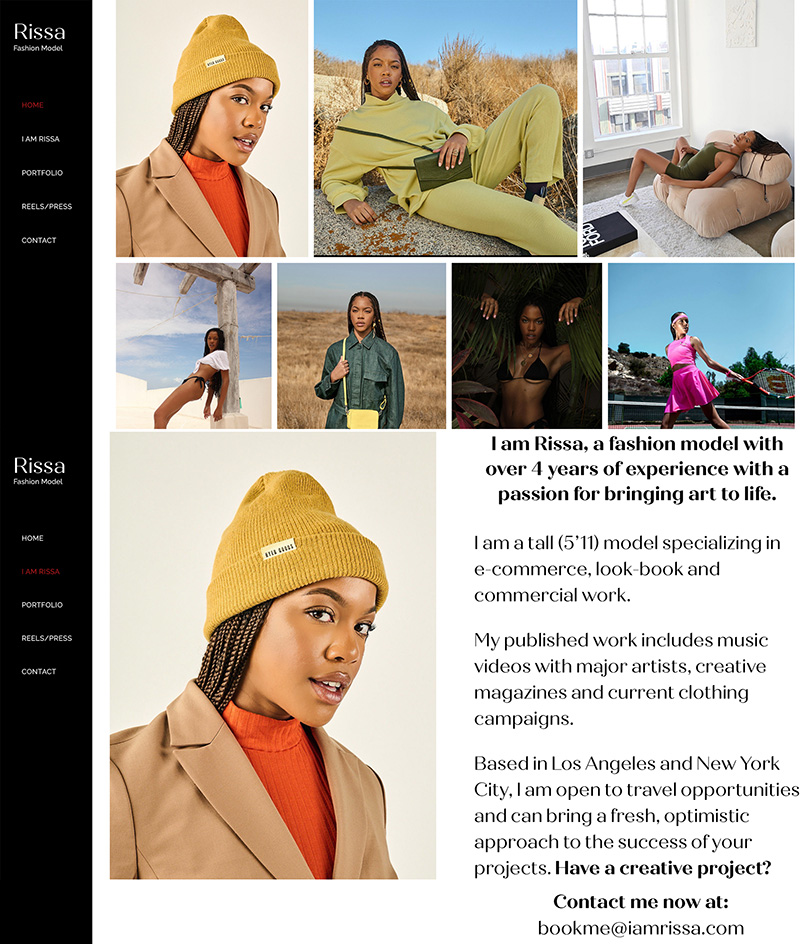 Rissa
Fashion Model
HOME
I AM RISSA
PORTFOLIO
REELS/PRESS
CONTACT
FORD
Rissa
Fashion Model
HOME
I AM RISSA
PORTFOLIO
REELS/PRESS
CONTACT
I am Rissa, a fashion model with
over 4 years of experience with a
passion for bringing art to life.
I am a tall (5’11) model specializing in
e-commerce, look-book and
commercial work.
My published work includes music
videos with major artists, creative
magazines and current clothing
campaigns.
Based in Los Angeles and New York
City, I am open to travel opportunities
and can bring a fresh, optimistic
approach to the success of your
projects. Have a creative project?
Contact me now at:
bookme@iamrissa.com